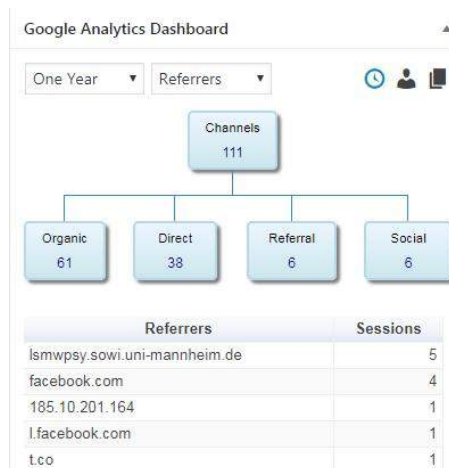 Google Analytics Dashboard
One Year Referrers
Channels
111
Organic Direct Referral Social
61 38 6 6
Referrers Sessions
lsmwpsy.sowi.uni-mannheim.de 5
facebook.com 4
185.10.201.164 1
l.facebook.com 1
t.co 1